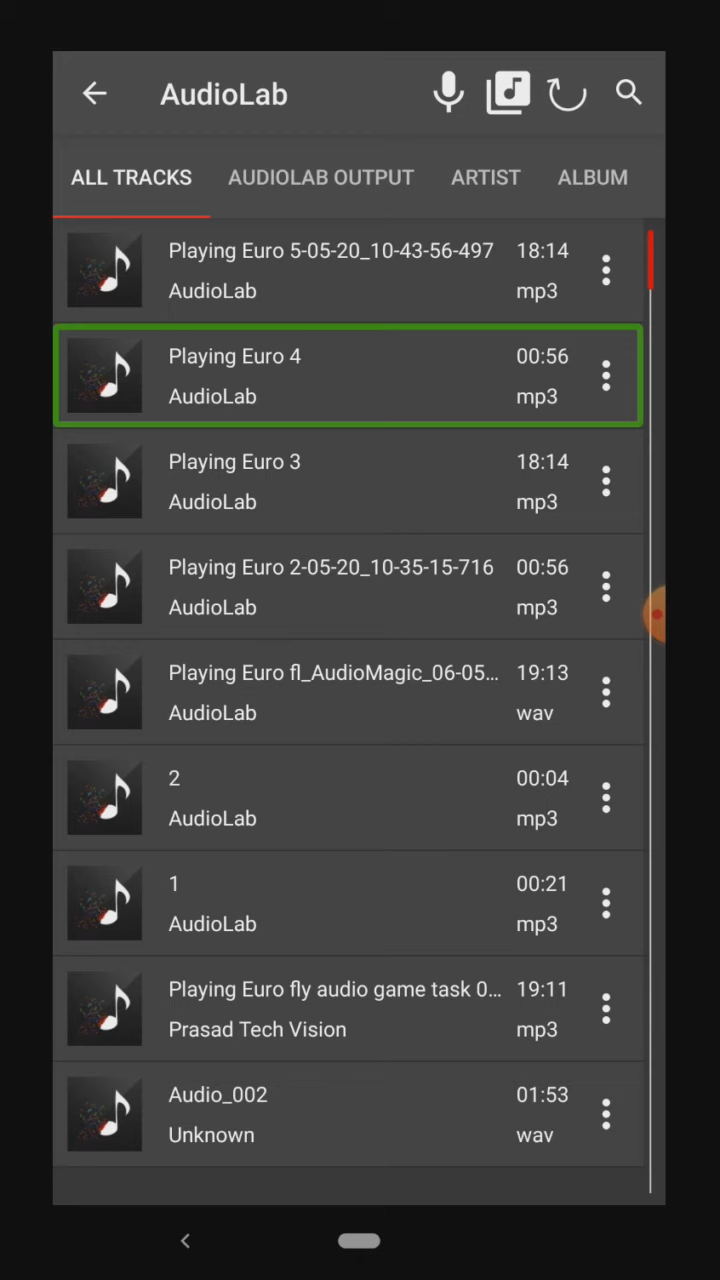 AudioLab
ALL TRACKS AUDIOLAB OUTPUT ARTIST ALBUM
Playing Euro 5-05-20_10-43-56-497 18:14
AudioLab mp3
Playing Euro 4 00:56
AudioLab mp3
Playing Euro 3 18:14
AudioLab mp3
Playing Euro 2-05-20_10-35-15-716 00:56
AudioLab mp3
Playing Euro fl_AudioMagic_06-05... 19:13
AudioLab wav
2 00:04
AudioLab mp3
1 00:21
AudioLab mp3
Playing Euro fly audio game task 0... 19:11
Prasad Tech Vision mp3
Audio_002 01:53
Unknown wav